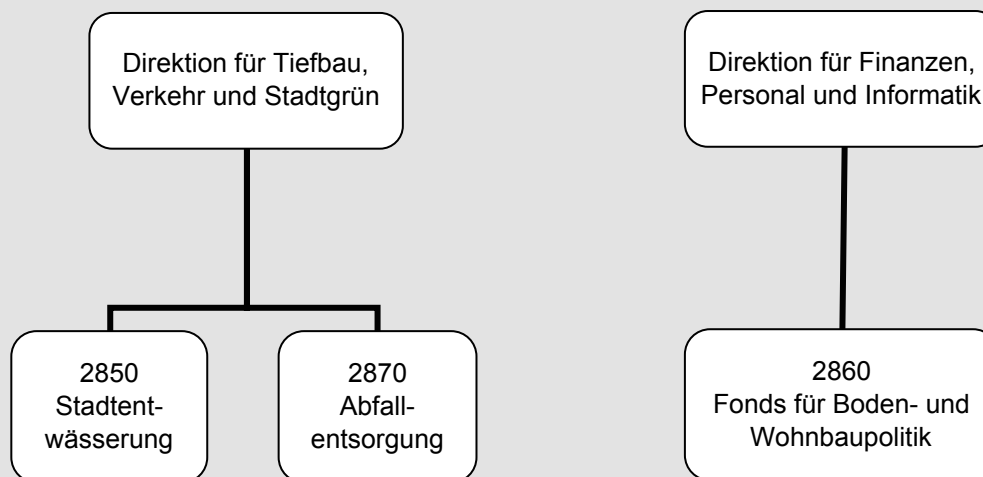 Direktion für Tiefbau,
Verkehr und Stadtgrün
Direktion für Finanzen,
Personal und Informatik
2850
Stadtent-
wässerung
2870
Abfall-
entsorgung
2860
Fonds für Boden- und
Wohnbaupolitik